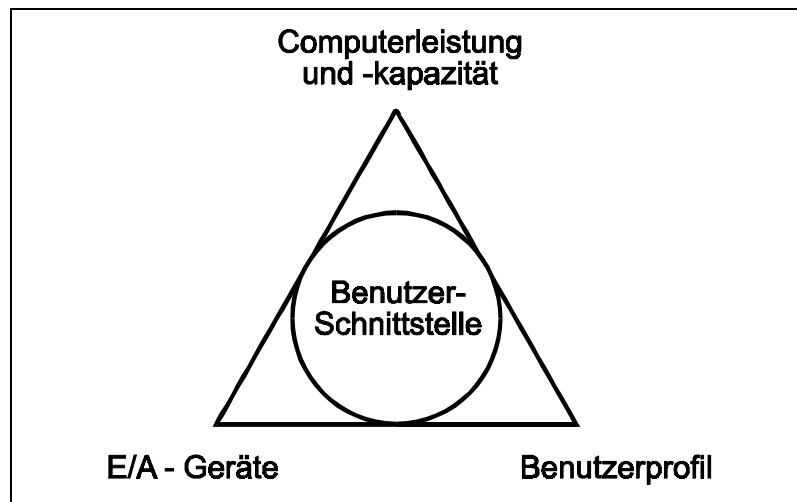 Computerleistung
und -kapazität
Benutzer-
Schnittstelle
E/A - Geräte
Benutzerprofil